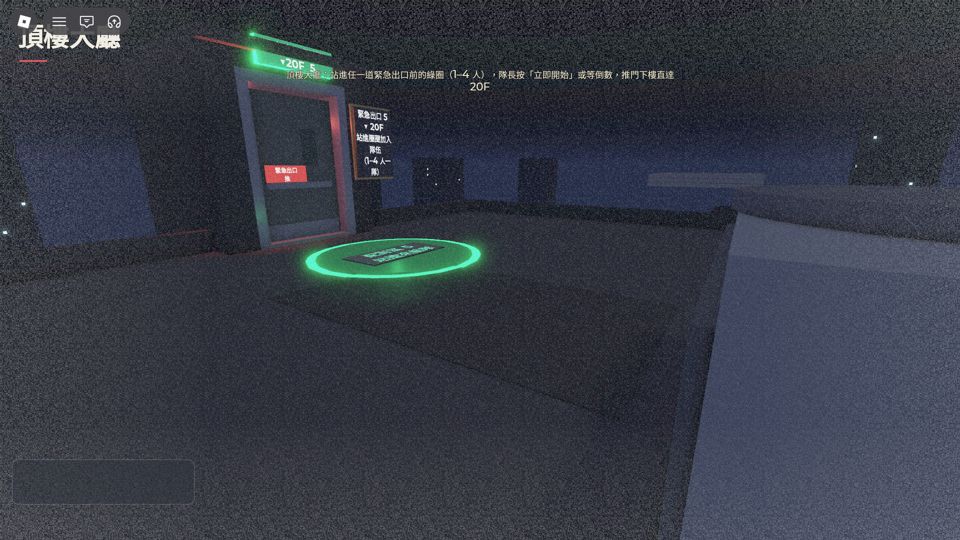 頂樓大廳
▼20F 5
頂樓大廳：站進任一道緊急出口前的綠圈（1–4 人），隊長按「立即開始」或等倒數，推門下樓直達
20F
緊急出口 5
▼ 20F
站進圈圈加入
隊伍
（1–4 人一
隊）
緊急出口